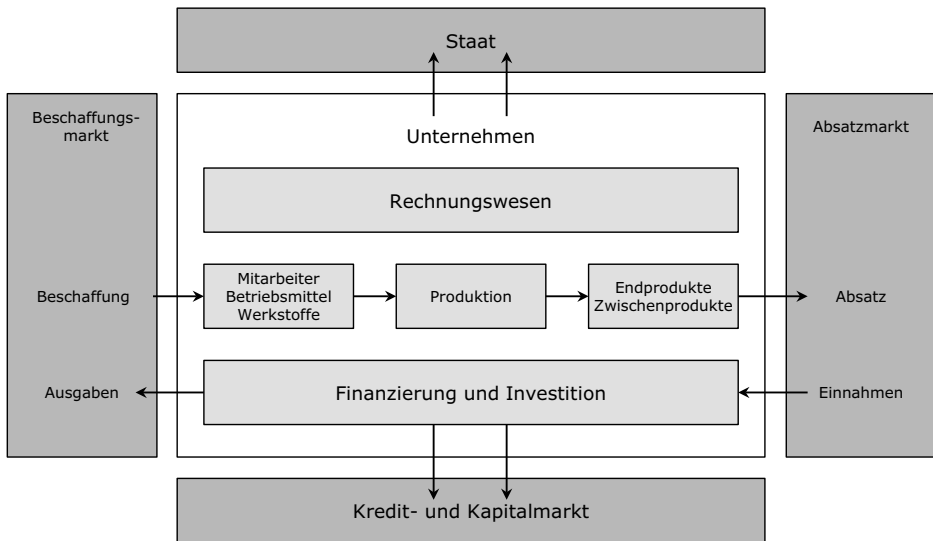 Staat
Beschaffungs-
markt
Unternehmen
Absatzmarkt
Rechnungswesen
Beschaffung
Mitarbeiter
Betriebsmittel
Werkstoffe
Produktion
Endprodukte
Zwischenprodukte
Absatz
Ausgaben
Finanzierung und Investition
Einnahmen
Kredit- und Kapitalmarkt